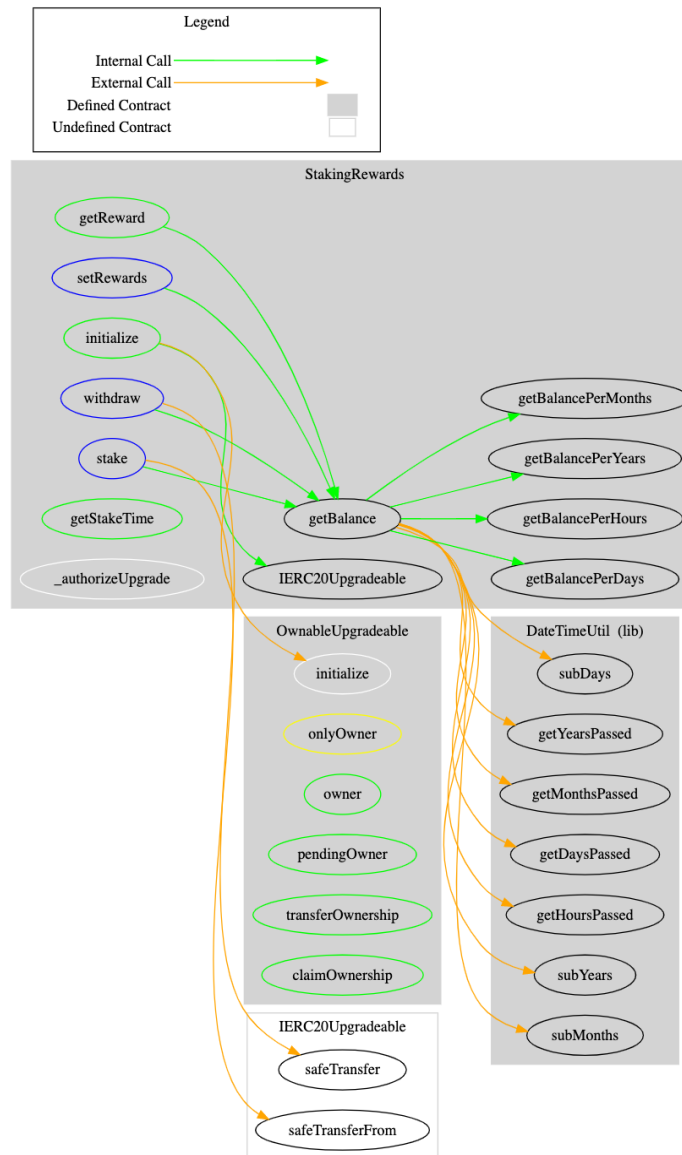 Legend
Internal Call
External Call
Defined Contract
Undefined Contract
StakingRewards
getReward
setRewards
initialize
withdraw
stake
getStakeTime
_authorizeUpgrade
getBalance
IERC20Upgradeable
getBalancePerMonths
getBalancePerYears
getBalancePerHours
getBalancePerDays
OwnableUpgradeable
initialize
onlyOwner
owner
pendingOwner
transferOwnership
claimOwnership
DateTimeUtil (lib)
subDays
getYearsPassed
getMonthsPassed
getDaysPassed
getHoursPassed
subYears
subMonths
IERC20Upgradeable
safeTransfer
safeTransferFrom